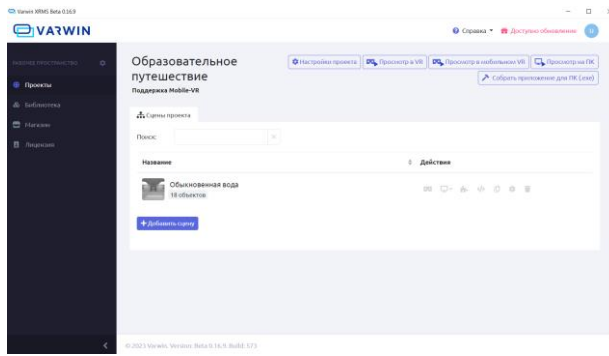 Varwin XRMS Beta 0.16.9
VARWIN
Справка
Доступно обновление
РАБОЧЕЕ ПРОСТРАНСТВО
Проекты
Библиотека
Магазин
Лицензия
Образовательное
путешествие
Поддержка Mobile-VR
Настройки проекта
Просмотр в VR
Просмотр в мобильном VR
Просмотр на ПК
Собрать приложение для ПК (.exe)
Сцены проекта
Поиск:
Название
Действия
Обыкновенная вода
18 объектов
+ Добавить сцену
© 2023 Varwin. Version: Beta 0.16.9. Build: 573